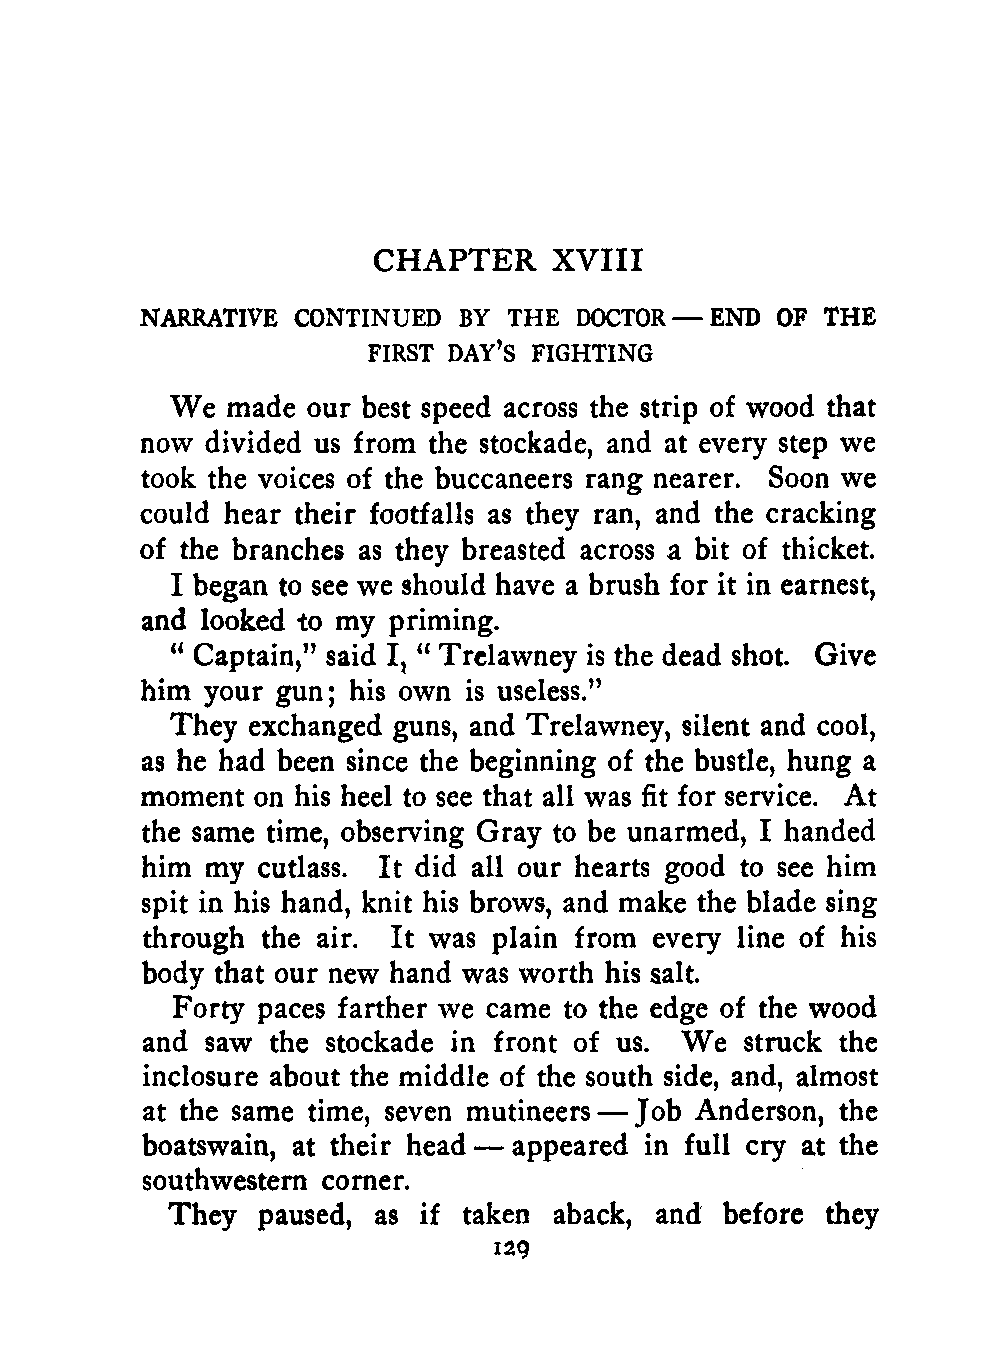 CHAPTER XVIII
NARRATIVE CONTINUED BY THE DOCTOR — END OF THE
FIRST DAY'S FIGHTING
We made our best speed across the strip of wood that
now divided us from the stockade, and at every step we
took the voices of the buccaneers rang nearer. Soon we
could hear their footfalls as they ran, and the cracking
of the branches as they breasted across a bit of thicket.
I began to see we should have a brush for it in earnest,
and looked to my priming.
" Captain," said I, " Trelawney is the dead shot. Give
him your gun; his own is useless."
They exchanged guns, and Trelawney, silent and cool,
as he had been since the beginning of the bustle, hung a
moment on his heel to see that all was fit for service. At
the same time, observing Gray to be unarmed, I handed
him my cutlass. It did all our hearts good to see him
spit in his hand, knit his brows, and make the blade sing
through the air. It was plain from every line of his
body that our new hand was worth his salt.
Forty paces farther we came to the edge of the wood
and saw the stockade in front of us. We struck the
inclosure about the middle of the south side, and, almost
at the same time, seven mutineers — Job Anderson, the
boatswain, at their head — appeared in full cry at the
southwestern corner.
They paused, as if taken aback, and before they
129